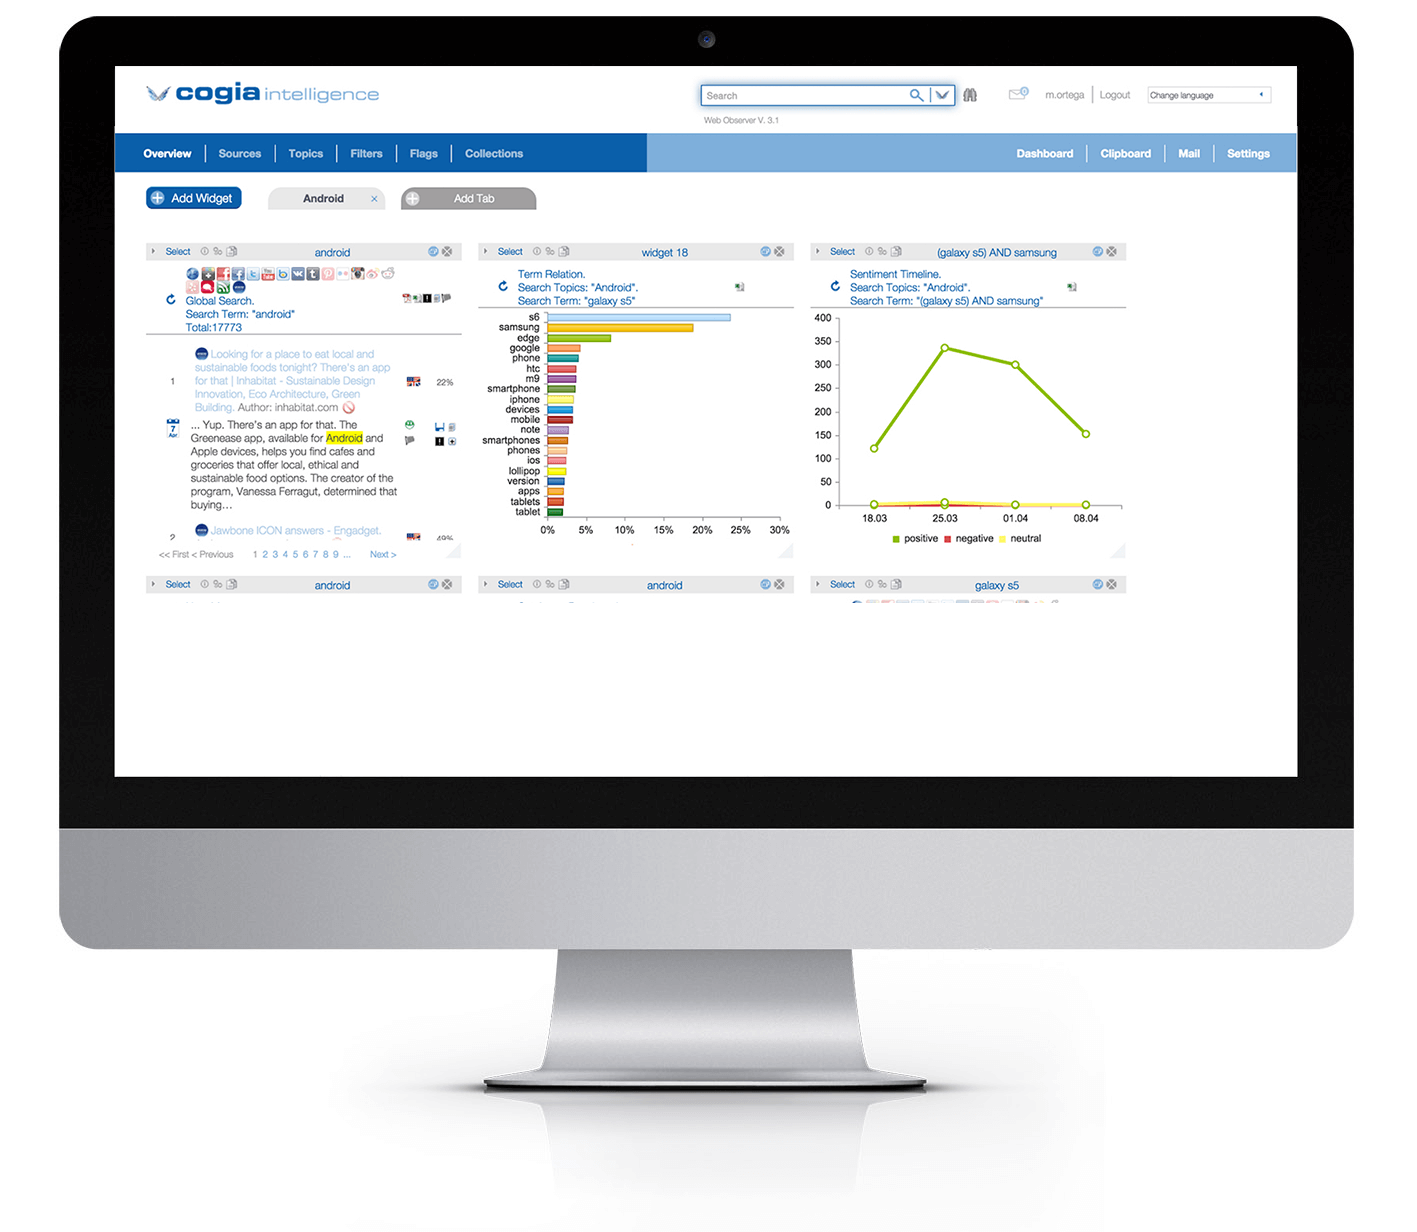 cogia intelligence
Search
m.ortega
Logout
Change language
Web Observer V. 3.1
Overview
Sources
Topics
Filters
Flags
Collections
Dashboard
Clipboard
Mail
Settings
Add Widget
Android
Add Tab
Select
android
Global Search.
Search Term: "android"
Total:17773
1
Looking for a place to eat local and
sustainable foods tonight? There's an app
for that | Inhabitat - Sustainable Design
Innovation, Eco Architecture, Green
Building. Author: inhabitat.com
22%
7
Apr
... Yup. There's an app for that. The
Greenease app, available for Android and
Apple devices, helps you find cafes and
groceries that offer local, ethical and
sustainable food options. The creator of the
program, Vanessa Ferragut, determined that
buying...
2
Jawbone ICON answers - Engadget.
49%
<< First < Previous
1 2 3 4 5 6 7 8 9 ...
Next >
Select
widget 18
Term Relation.
Search Topics: "Android".
Search Term: "galaxy s5"
s6
samsung
edge
google
phone
htc
m9
smartphone
iphone
devices
mobile
note
smartphones
phones
ios
lollipop
version
apps
tablets
tablet
0% 5% 10% 15% 20% 25% 30%
Select
(galaxy s5) AND samsung
Sentiment Timeline.
Search Topics: "Android".
Search Term: "(galaxy s5) AND samsung"
400
350
300
250
200
150
100
50
0
18.03 25.03 01.04 08.04
positive negative neutral
Select
android
Select
android
Select
galaxy s5